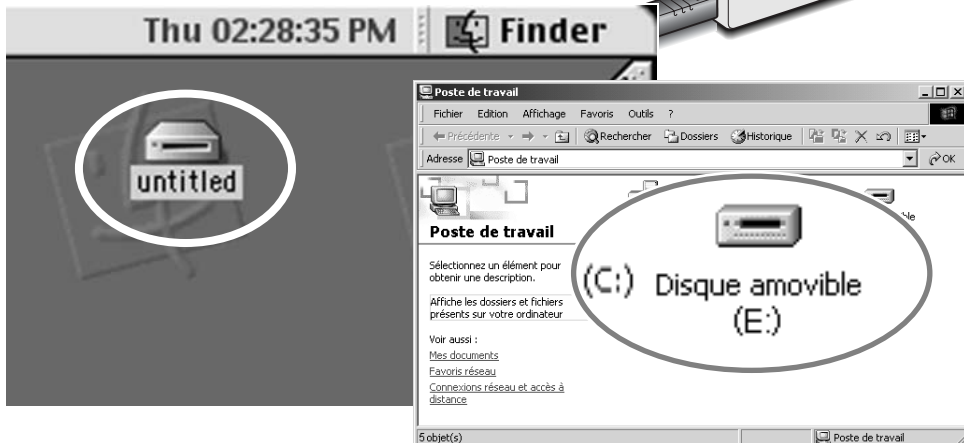 Thu 02:28:35 PM Finder
untitled
Poste de travail
Fichier Edition Affichage Favoris Outils ?
Précédente Rechercher Dossiers Historique
Adresse Poste de travail OK
Poste de travail
Sélectionnez un élément pour
obtenir une description.
Affiche les dossiers et fichiers
présents sur votre ordinateur
Voir aussi :
Mes documents
Favoris réseau
Connexions réseau et accès à
distance
(C:) Disque amovible
(E:)
5 objet(s) Poste de travail